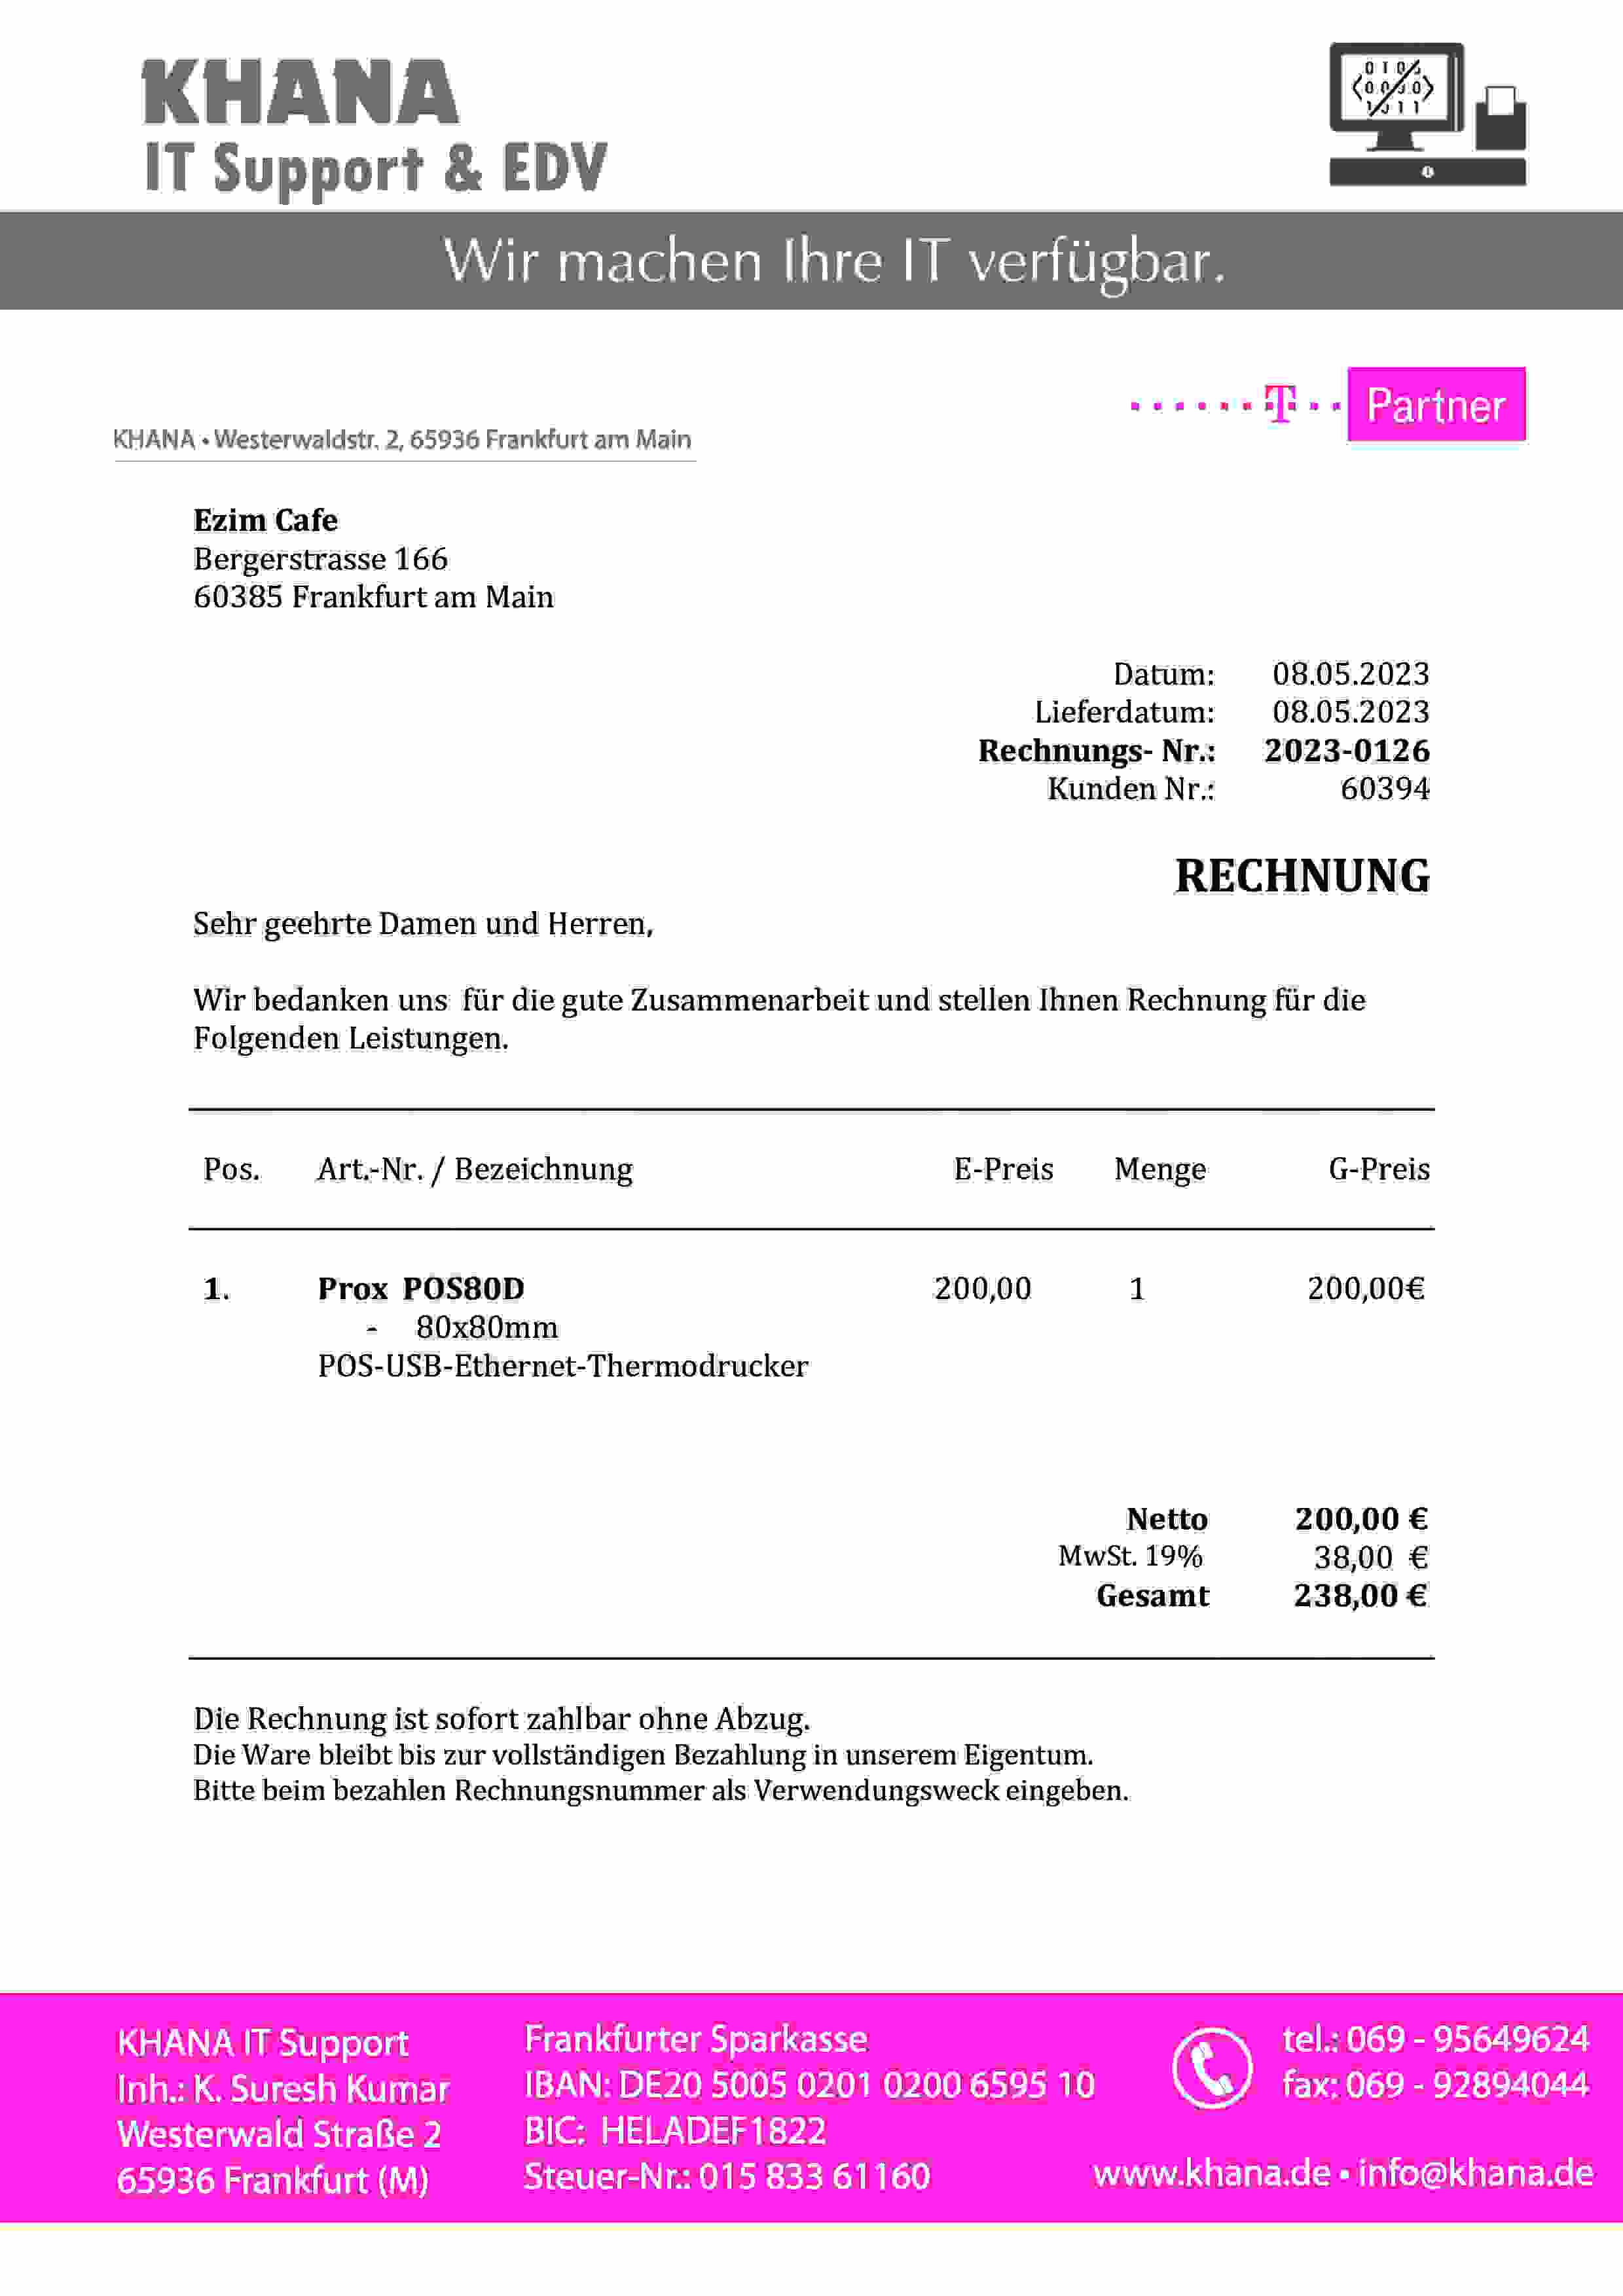 KHANA
IT Support & EDV
Wir machen Ihre IT verfügbar.
T Partner
KHANA • Westerwaldstr. 2, 65936 Frankfurt am Main
Ezim Cafe
Bergerstrasse 166
60385 Frankfurt am Main
Datum: 08.05.2023
Lieferdatum: 08.05.2023
Rechnungs- Nr.: 2023-0126
Kunden Nr.: 60394
RECHNUNG
Sehr geehrte Damen und Herren,
Wir bedanken uns für die gute Zusammenarbeit und stellen Ihnen Rechnung für die
Folgenden Leistungen.
Pos. Art.-Nr. / Bezeichnung E-Preis Menge G-Preis
1. Prox POS80D 200,00 1 200,00€
- 80x80mm
POS-USB-Ethernet-Thermodrucker
Netto 200,00 €
MwSt. 19% 38,00 €
Gesamt 238,00 €
Die Rechnung ist sofort zahlbar ohne Abzug.
Die Ware bleibt bis zur vollständigen Bezahlung in unserem Eigentum.
Bitte beim bezahlen Rechnungsnummer als Verwendungsweck eingeben.
KHANA IT Support
Inh.: K. Suresh Kumar
Westerwald Straße 2
65936 Frankfurt (M)
Frankfurter Sparkasse
IBAN: DE20 5005 0201 0200 6595 10
BIC: HELADEF1822
Steuer-Nr.: 015 833 61160
tel.: 069 - 95649624
fax: 069 - 92894044
www.khana.de • info@khana.de